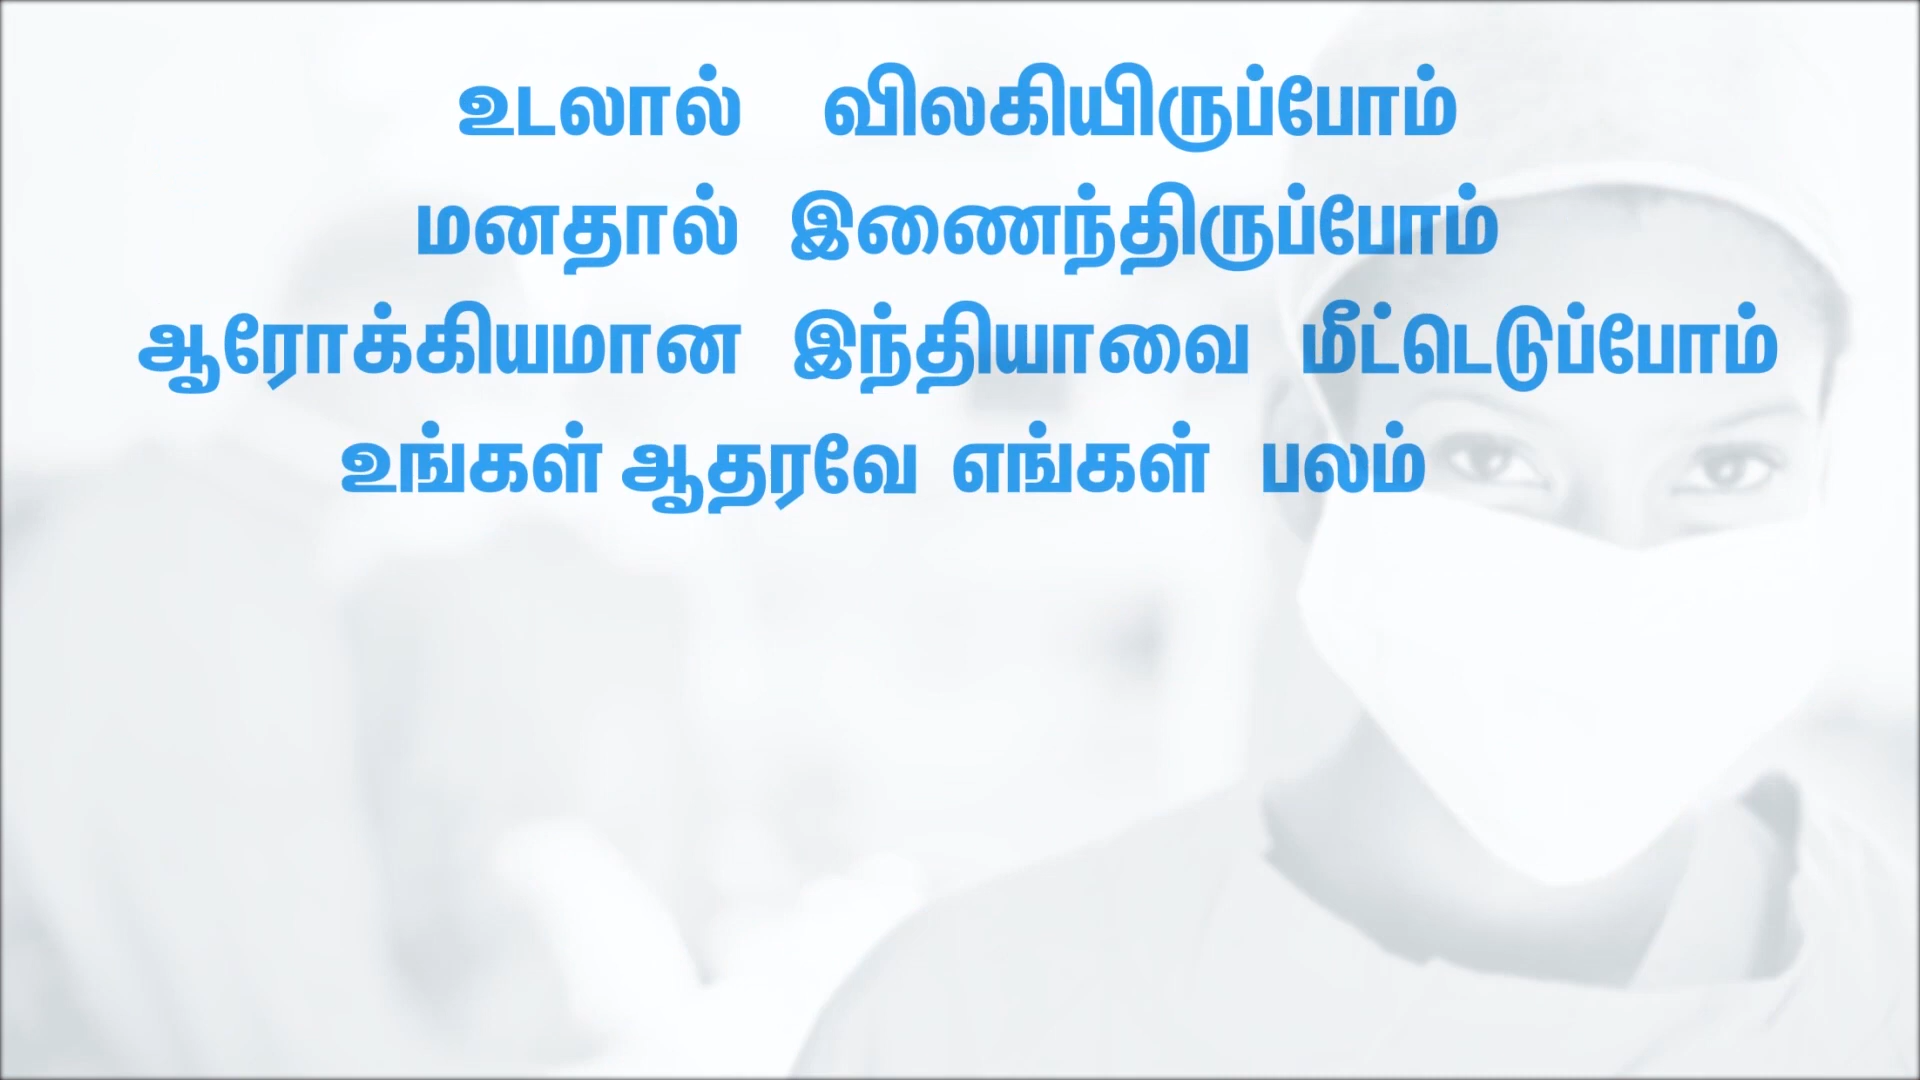 உடலால் விலகியிருப்போம்
மனதால் இணைந்திருப்போம்
ஆரோக்கியமான இந்தியாவை மீட்டெடுப்போம்
உங்கள் ஆதரவே எங்கள் பலம்